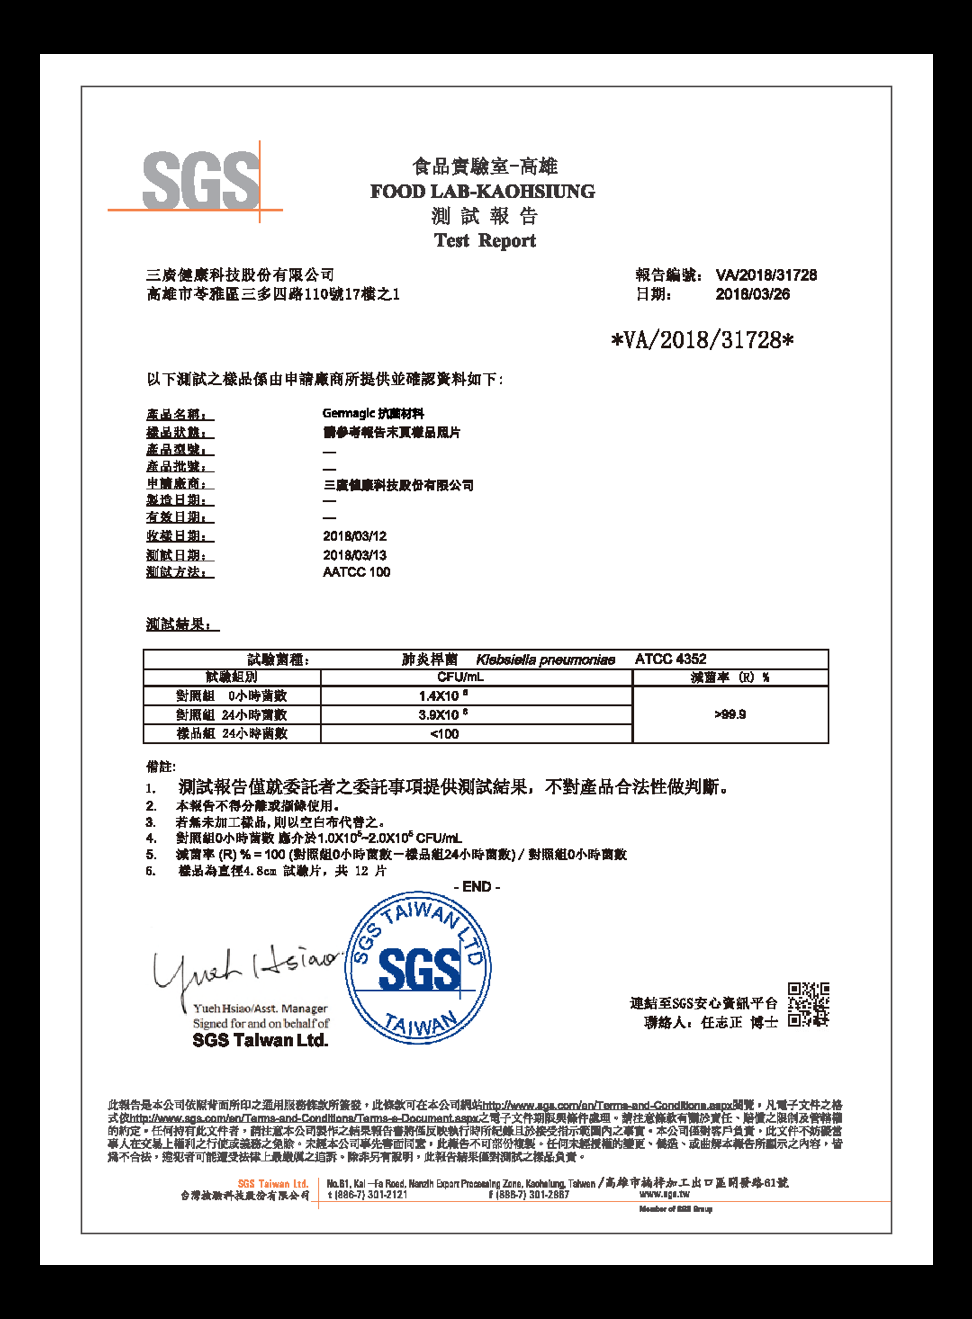 SGS
食品實驗室-高雄
FOOD LAB-KAOHSIUNG
測 試 報 告
Test Report
三廣健康科技股份有限公司
高雄市苓雅區三多四路110號17樓之1
報告編號： VA/2018/31728
日期： 2018/03/26
*VA/2018/31728*
以下測試之樣品係由申請廠商所提供並確認資料如下：
產品名稱： Germagic 抗菌材料
樣品狀態： 請參考報告末頁樣品照片
產品型號： —
產品批號： —
申請廠商： 三廣健康科技股份有限公司
製造日期： —
有效日期： —
收樣日期： 2018/03/12
測試日期： 2018/03/13
測試方法： AATCC 100
測試結果：
試驗菌種： 肺炎桿菌 Klebsiella pneumoniae ATCC 4352
試驗組別 CFU/mL 減菌率 (R) %
對照組 0小時菌數 1.4X10
對照組 24小時菌數 3.9X10
>99.9
樣品組 24小時菌數 <100
備註:
1. 測試報告僅就委託者之委託事項提供測試結果，不對產品合法性做判斷。
2. 本報告不得分離或擷錄使用。
3. 若無未加工樣品,則以空白布代替之。
4. 對照組0小時菌數 應介於1.0X10⁵~2.0X10⁵ CFU/mL
5. 減菌率 (R) % = 100 (對照組0小時菌數－樣品組24小時菌數) / 對照組0小時菌數
6. 樣品為直徑4.8cm 試驗片，共 12 片
- END -
Yueh Hsiao
SGS TAIWAN LTD
SGS
TAIWAN
Yueh Hsiao/Asst. Manager
Signed for and on behalf of
SGS Taiwan Ltd.
連結至SGS安心資訊平台
聯絡人：任志正 博士
此報告是本公司依照背面所印之通用服務條款所簽發，此條款可在本公司網站http://www.sgs.com/en/Terms-and-Conditions.aspx閱覽，凡電子文件之格
式依http://www.sgs.com/en/Terms-and-Conditions/Terms-e-Document.aspx之電子文件期限與條件處理。請注意條款有關於責任、賠償之限制及管轄權
的約定。任何持有此文件者，請注意本公司製作之結果報告書將僅反映執行時所紀錄且於接受指示範圍內之事實。本公司僅對客戶負責，此文件不妨礙當
事人在交易上權利之行使或義務之免除。未經本公司事先書面同意，此報告不可部份複製。任何未經授權的變更、偽造、或曲解本報告所顯示之內容，皆
為不合法，違犯者可能遭受法律上最嚴厲之追訴。除非另有說明，此報告結果僅對測試之樣品負責。
SGS Taiwan Ltd. No.61, Kai-Fa Road, Nanzih Export Processing Zone, Kaohsiung, Taiwan /高雄市楠梓加工出口區開發路61號
台灣檢驗科技股份有限公司 t (886-7) 301-2121 f (886-7) 301-2867 www.sgs.tw
Member of SGS Group